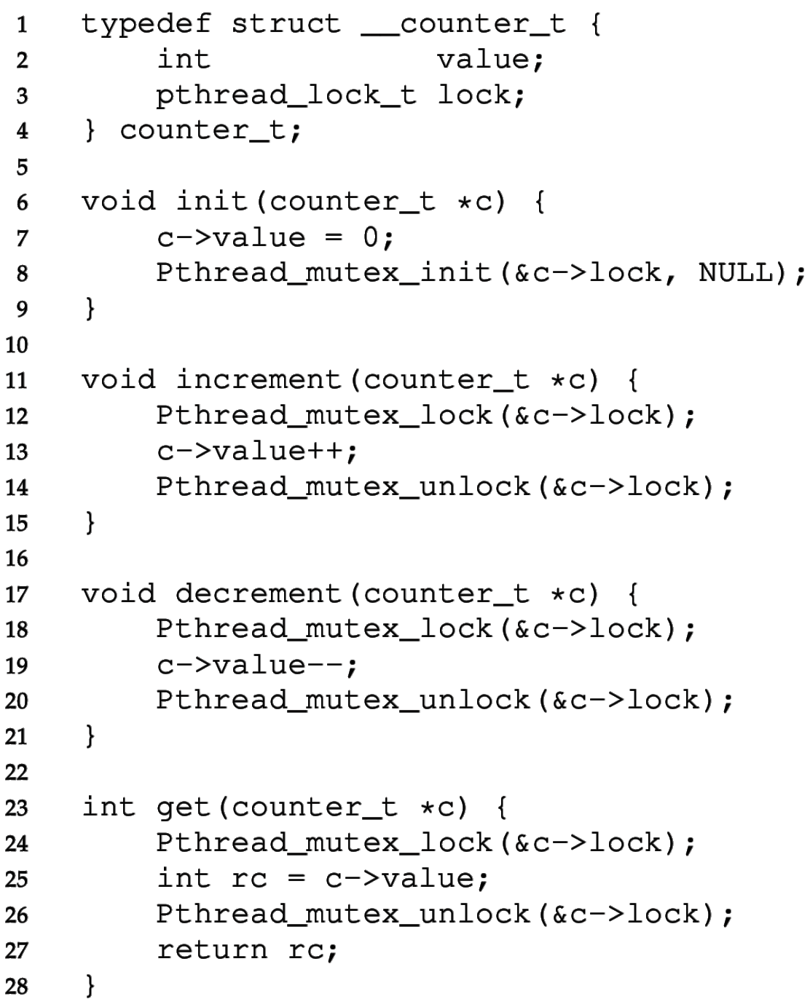 1 typedef struct __counter_t {
2 int value;
3 pthread_lock_t lock;
4 } counter_t;
5
6 void init(counter_t *c) {
7 c->value = 0;
8 Pthread_mutex_init(&c->lock, NULL);
9 }
10
11 void increment(counter_t *c) {
12 Pthread_mutex_lock(&c->lock);
13 c->value++;
14 Pthread_mutex_unlock(&c->lock);
15 }
16
17 void decrement(counter_t *c) {
18 Pthread_mutex_lock(&c->lock);
19 c->value--;
20 Pthread_mutex_unlock(&c->lock);
21 }
22
23 int get(counter_t *c) {
24 Pthread_mutex_lock(&c->lock);
25 int rc = c->value;
26 Pthread_mutex_unlock(&c->lock);
27 return rc;
28 }